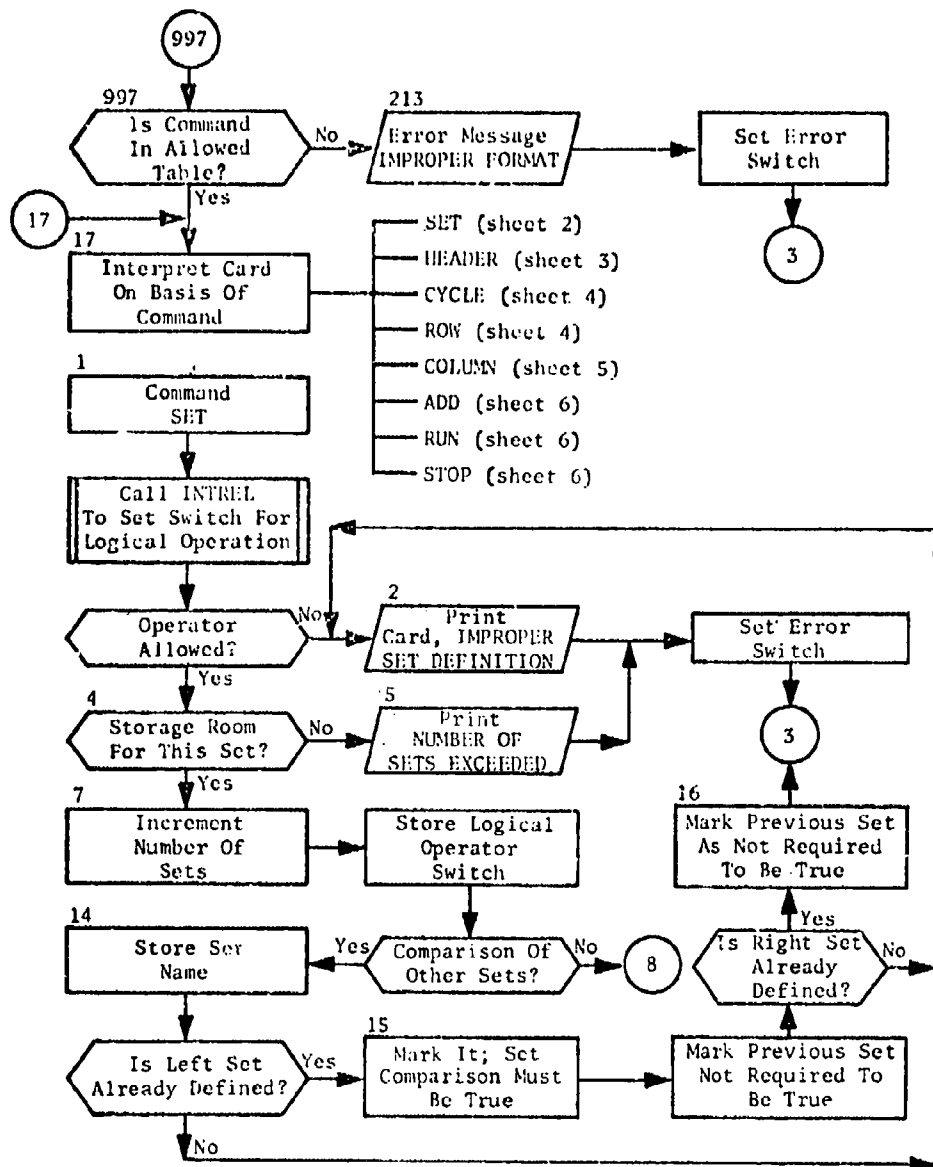 997
997
Is Command
In Allowed
Table?
No
Yes
213
Error Message
IMPROPER FORMAT
Set Error
Switch
3
17
17
Interpret Card
On Basis Of
Command
SET (sheet 2)
HEADER (sheet 3)
CYCLE (sheet 4)
ROW (sheet 4)
COLUMN (sheet 5)
ADD (sheet 6)
RUN (sheet 6)
STOP (sheet 6)
1
Command
SET
Call INTREL
To Set Switch For
Logical Operation
Operator
Allowed?
No
Yes
2
Print
Card, IMPROPER
SET DEFINITION
Set Error
Switch
3
4
Storage Room
For This Set?
No
Yes
5
Print
NUMBER OF
SETS EXCEEDED
7
Increment
Number Of
Sets
Store Logical
Operator
Switch
16
Mark Previous Set
As Not Required
To Be True
Yes
14
Store Set
Name
Yes
Comparison Of
Other Sets?
No
8
Is Right Set
Already
Defined?
No
Is Left Set
Already Defined?
Yes
No
15
Mark It; Set
Comparison Must
Be True
Mark Previous Set
Not Required To
Be True